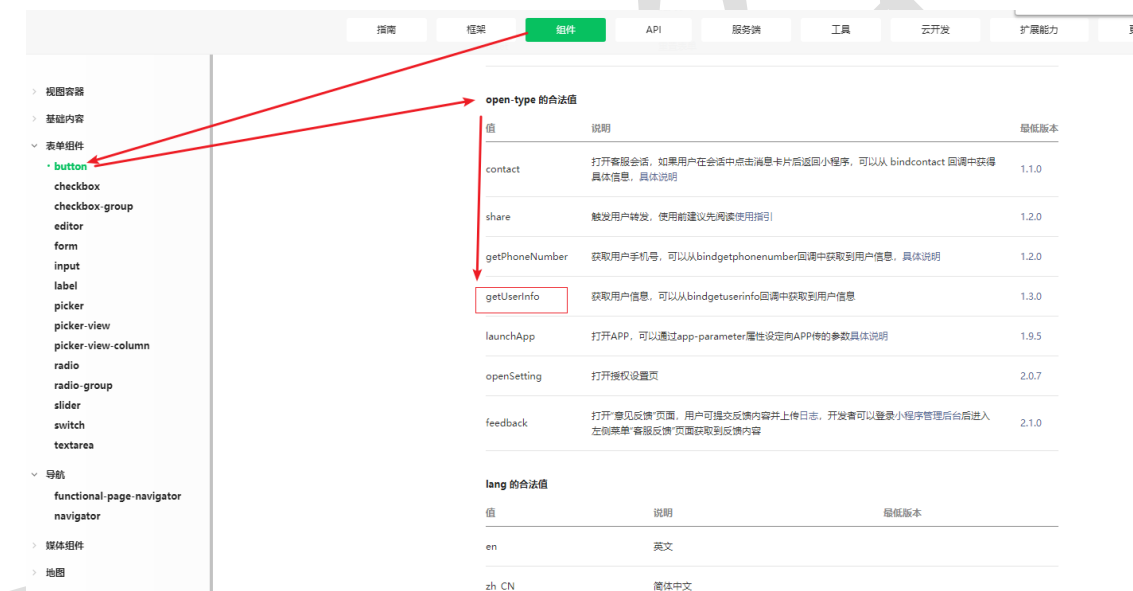 指南 框架 组件 API 服务端 工具 云开发 扩展能力
视图容器
基础内容
表单组件
button
checkbox
checkbox-group
editor
form
input
label
picker
picker-view
picker-view-column
radio
radio-group
slider
switch
textarea
导航
functional-page-navigator
navigator
媒体组件
地图
open-type 的合法值
值 说明 最低版本
contact 打开客服会话，如果用户在会话中点击消息卡片后返回小程序，可以从 bindcontact 回调中获得 1.1.0
具体信息，具体说明
share 触发用户转发，使用前建议先阅读使用指引 1.2.0
getPhoneNumber 获取用户手机号，可以从bindgetphonenumber回调中获取到用户信息，具体说明 1.2.0
getUserInfo 获取用户信息，可以从bindgetuserinfo回调中获取到用户信息 1.3.0
launchApp 打开APP，可以通过app-parameter属性设定向APP传的参数具体说明 1.9.5
openSetting 打开授权设置页 2.0.7
feedback 打开“意见反馈”页面，用户可提交反馈内容并上传日志，开发者可以登录小程序管理后台后进入 2.1.0
左侧菜单“客服反馈”页面获取到反馈内容
lang 的合法值
值 说明 最低版本
en 英文
zh_CN 简体中文